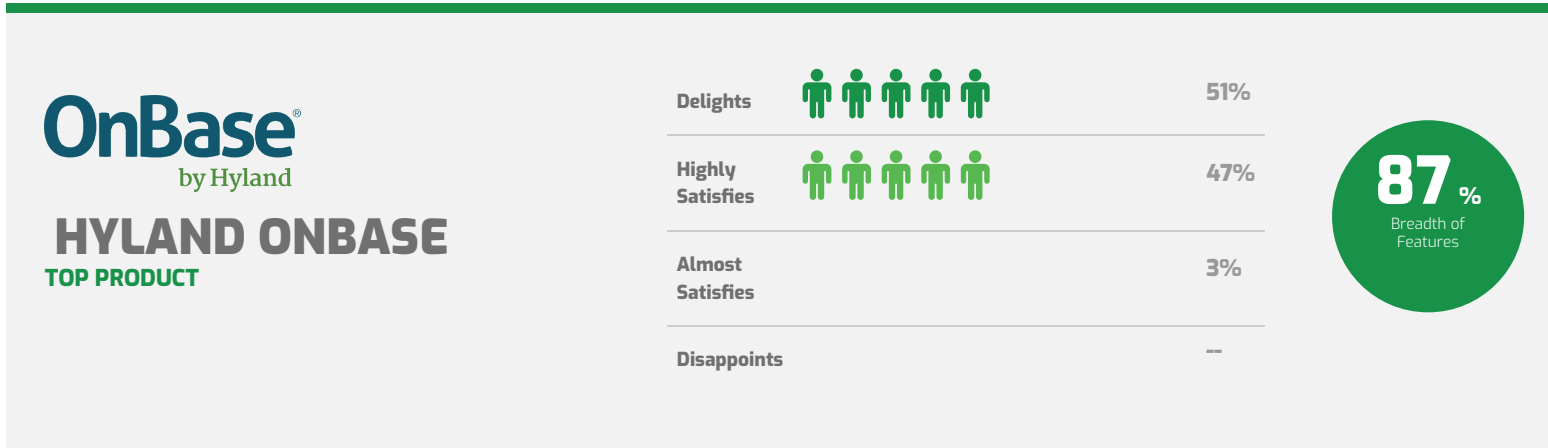 OnBase®
by Hyland
HYLAND ONBASE
TOP PRODUCT
Delights
51%
Highly
Satisfies
47%
Almost
Satisfies
3%
Disappoints
--
87 %
Breadth of
Features